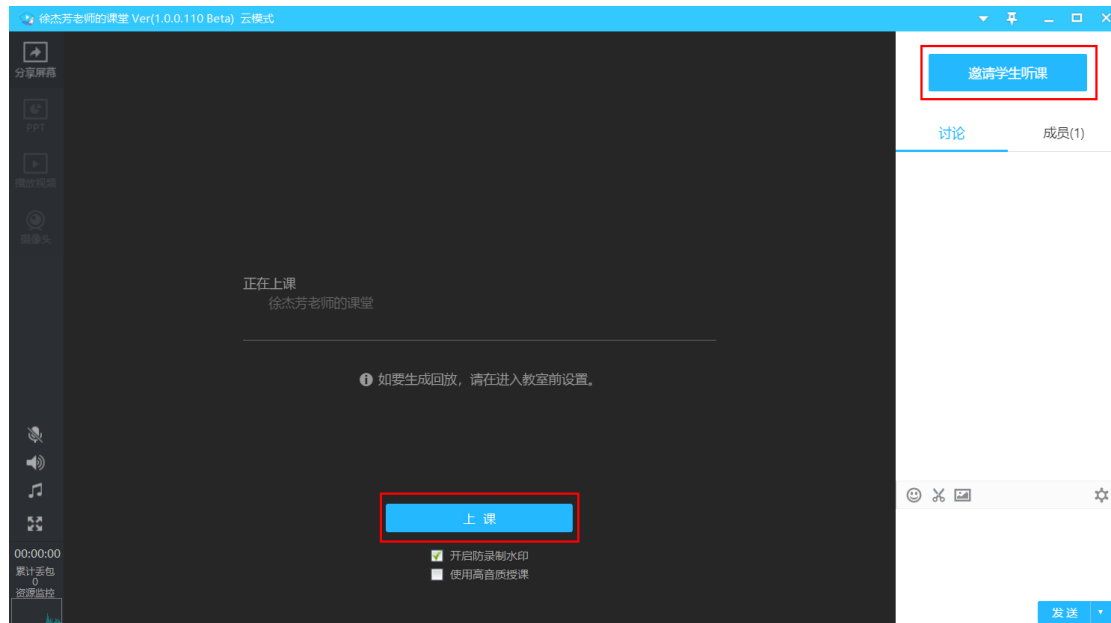 徐杰芳老师的课堂 Ver(1.0.0.110 Beta) 云模式
分享屏幕
PPT
播放视频
摄像头
正在上课
徐杰芳老师的课堂
如要生成回放，请在进入教室前设置。
上 课
开启防录制水印
使用高音质授课
00:00:00
累计丢包
0
资源监控
邀请学生听课
讨论
成员(1)
发送